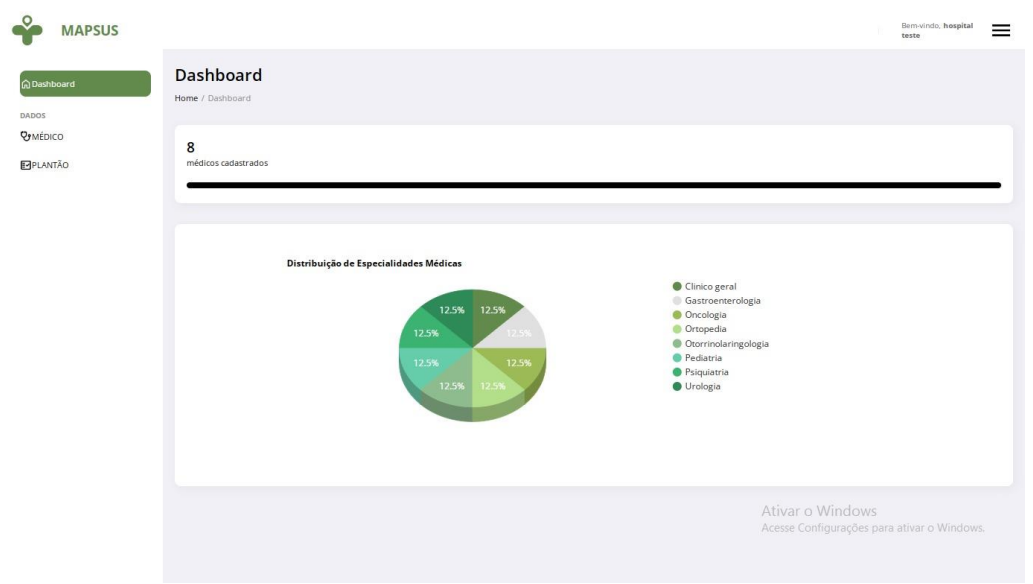 MAPSUS
Bem-vindo, hospital
teste
Dashboard
DADOS
MÉDICO
PLANTÃO
Dashboard
Home / Dashboard
8
médicos cadastrados
Distribuição de Especialidades Médicas
12.5% 12.5%
12.5% 12.5%
12.5% 12.5%
12.5% 12.5%
Clinico geral
Gastroenterologia
Oncologia
Ortopedia
Otorrinolaringologia
Pediatria
Psiquiatria
Urologia
Ativar o Windows
Acesse Configurações para ativar o Windows.